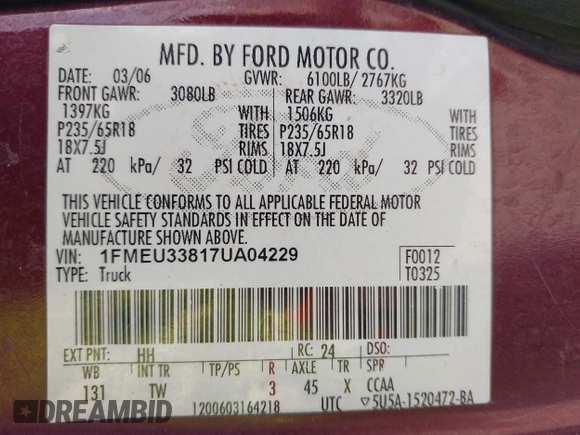 MFD. BY FORD MOTOR CO.
DATE: 03/06 GVWR: 6100LB/ 2767KG
FRONT GAWR: 3080LB REAR GAWR: 3320LB
1397KG WITH 1506KG WITH
P235/65R18 TIRES P235/65R18 TIRES
18X7.5J RIMS 18X7.5J RIMS
AT 220 kPa/ 32 PSI COLD AT 220 kPa/ 32 PSI COLD
THIS VEHICLE CONFORMS TO ALL APPLICABLE FEDERAL MOTOR
VEHICLE SAFETY STANDARDS IN EFFECT ON THE DATE OF
MANUFACTURE SHOWN ABOVE.
VIN: 1FMEU33817UA04229 F0012
TYPE: Truck T0325
EXT PNT: HH RC: 24 DSO:
WB INT TR TP/PS R AXLE TR SPR
131 TW 3 45 X CCAA
1200603164218 UTC ▽5U5A-1520472-BA
DREAMBID